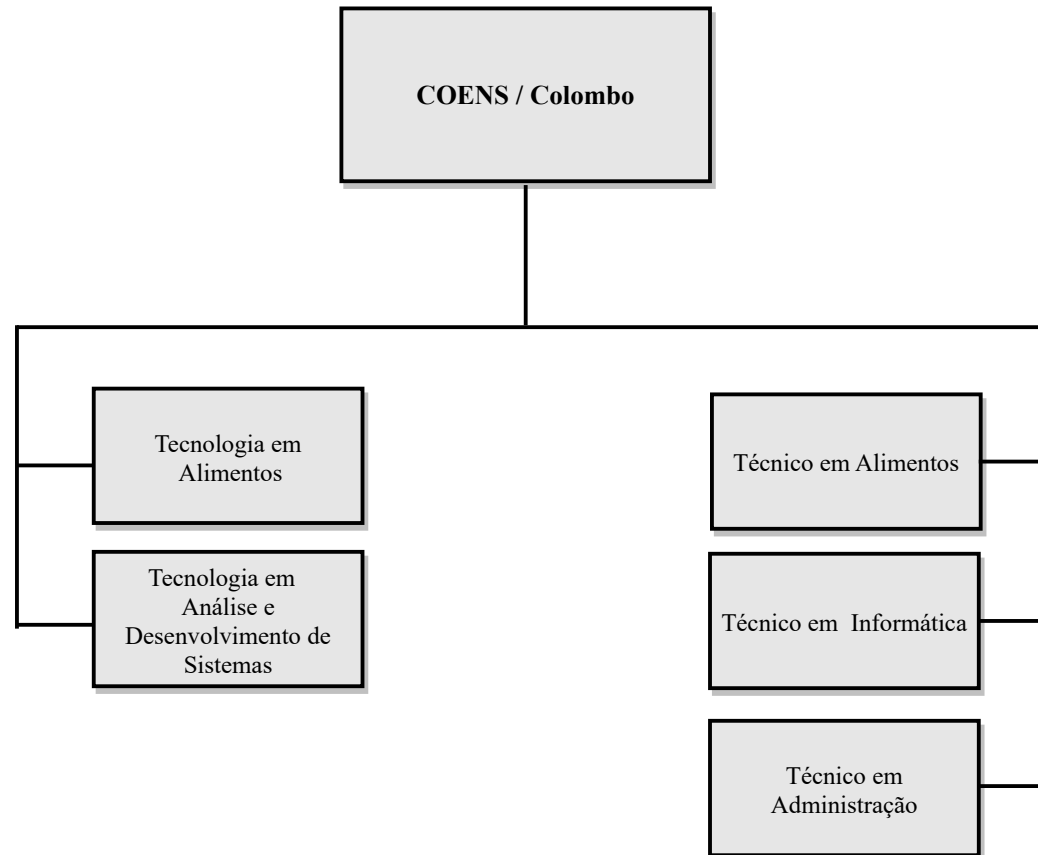 COENS / Colombo
Tecnologia em
Alimentos
Tecnologia em
Análise e
Desenvolvimento de
Sistemas
Técnico em Alimentos
Técnico em Informática
Técnico em
Administração